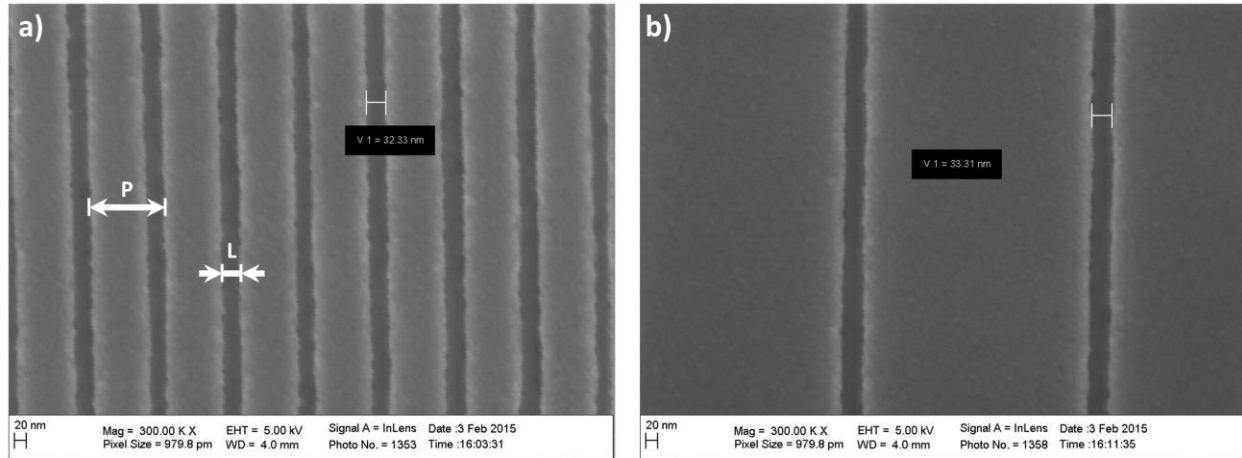 a)
V 1 = 32.33 nm
P
L
20 nm
Mag = 300.00 K X
EHT = 5.00 kV
Signal A = InLens
Date :3 Feb 2015
Pixel Size = 979.8 pm
WD = 4.0 mm
Photo No. = 1353
Time :16:03:31
b)
V 1 = 33.31 nm
20 nm
Mag = 300.00 K X
EHT = 5.00 kV
Signal A = InLens
Date :3 Feb 2015
Pixel Size = 979.8 pm
WD = 4.0 mm
Photo No. = 1358
Time :16:11:35